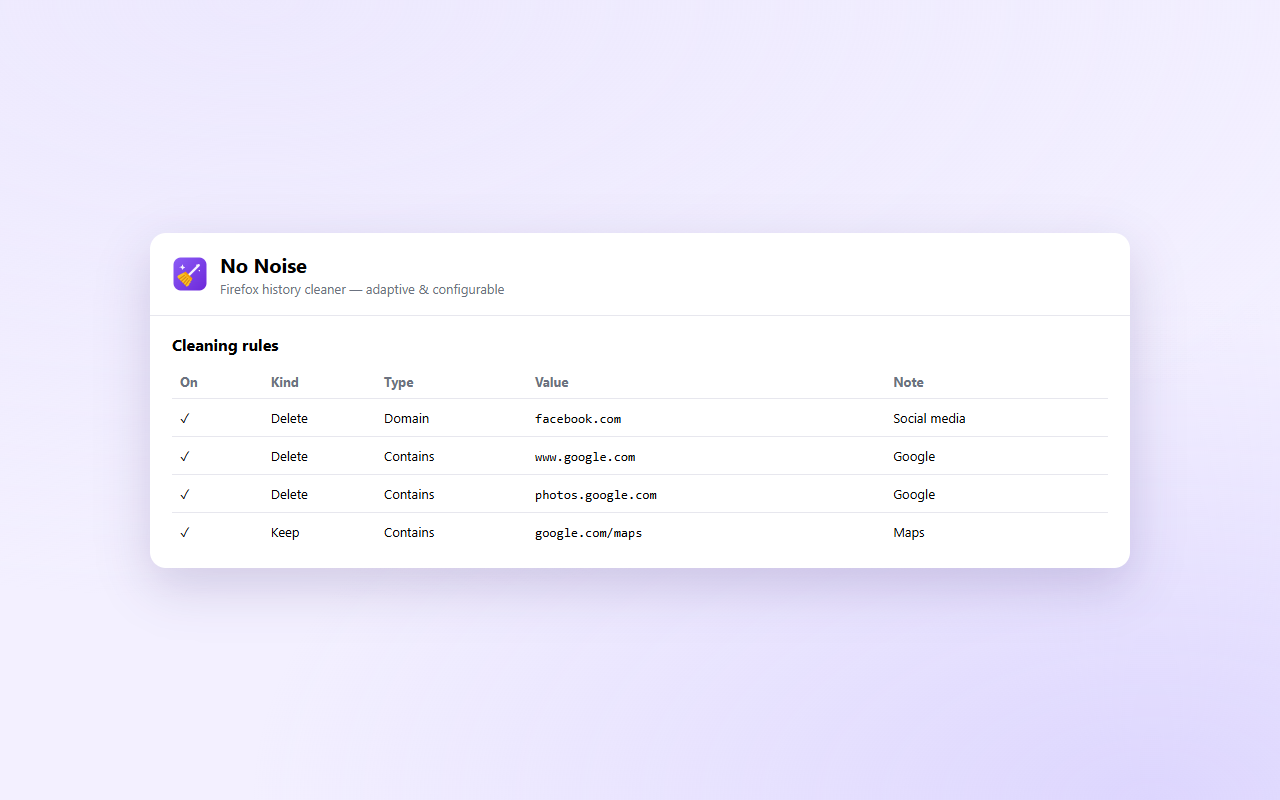 No Noise
Firefox history cleaner — adaptive & configurable
Cleaning rules
On Kind Type Value Note
✓ Delete Domain facebook.com Social media
✓ Delete Contains www.google.com Google
✓ Delete Contains photos.google.com Google
✓ Keep Contains google.com/maps Maps